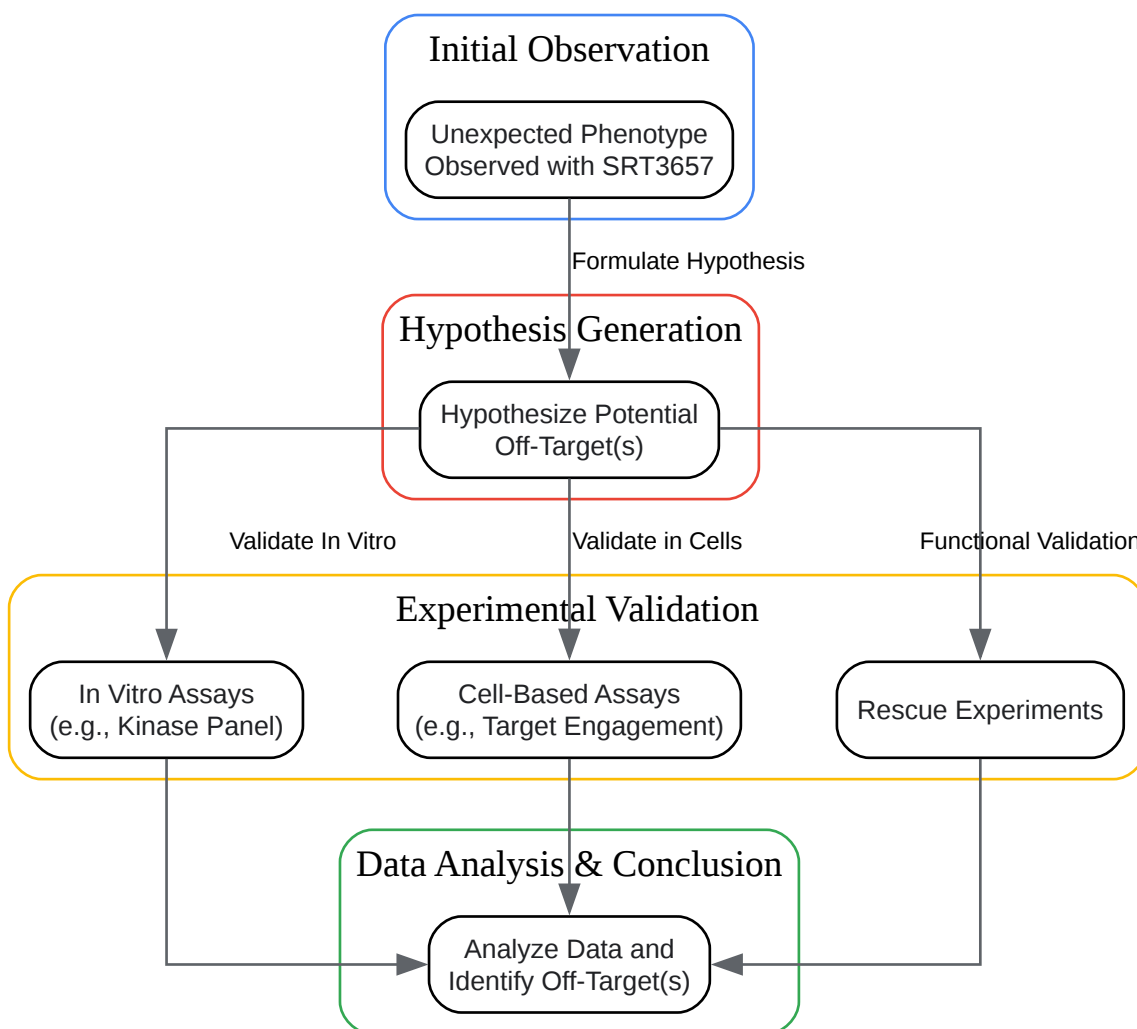 Initial Observation
Unexpected Phenotype
Observed with SRT3657
Formulate Hypothesis
Hypothesis Generation
Hypothesize Potential
Off-Target(s)
Validate In Vitro
Validate in Cells
Functional Validation
Experimental Validation
In Vitro Assays
(e.g., Kinase Panel)
Cell-Based Assays
(e.g., Target Engagement)
Rescue Experiments
Data Analysis & Conclusion
Analyze Data and
Identify Off-Target(s)